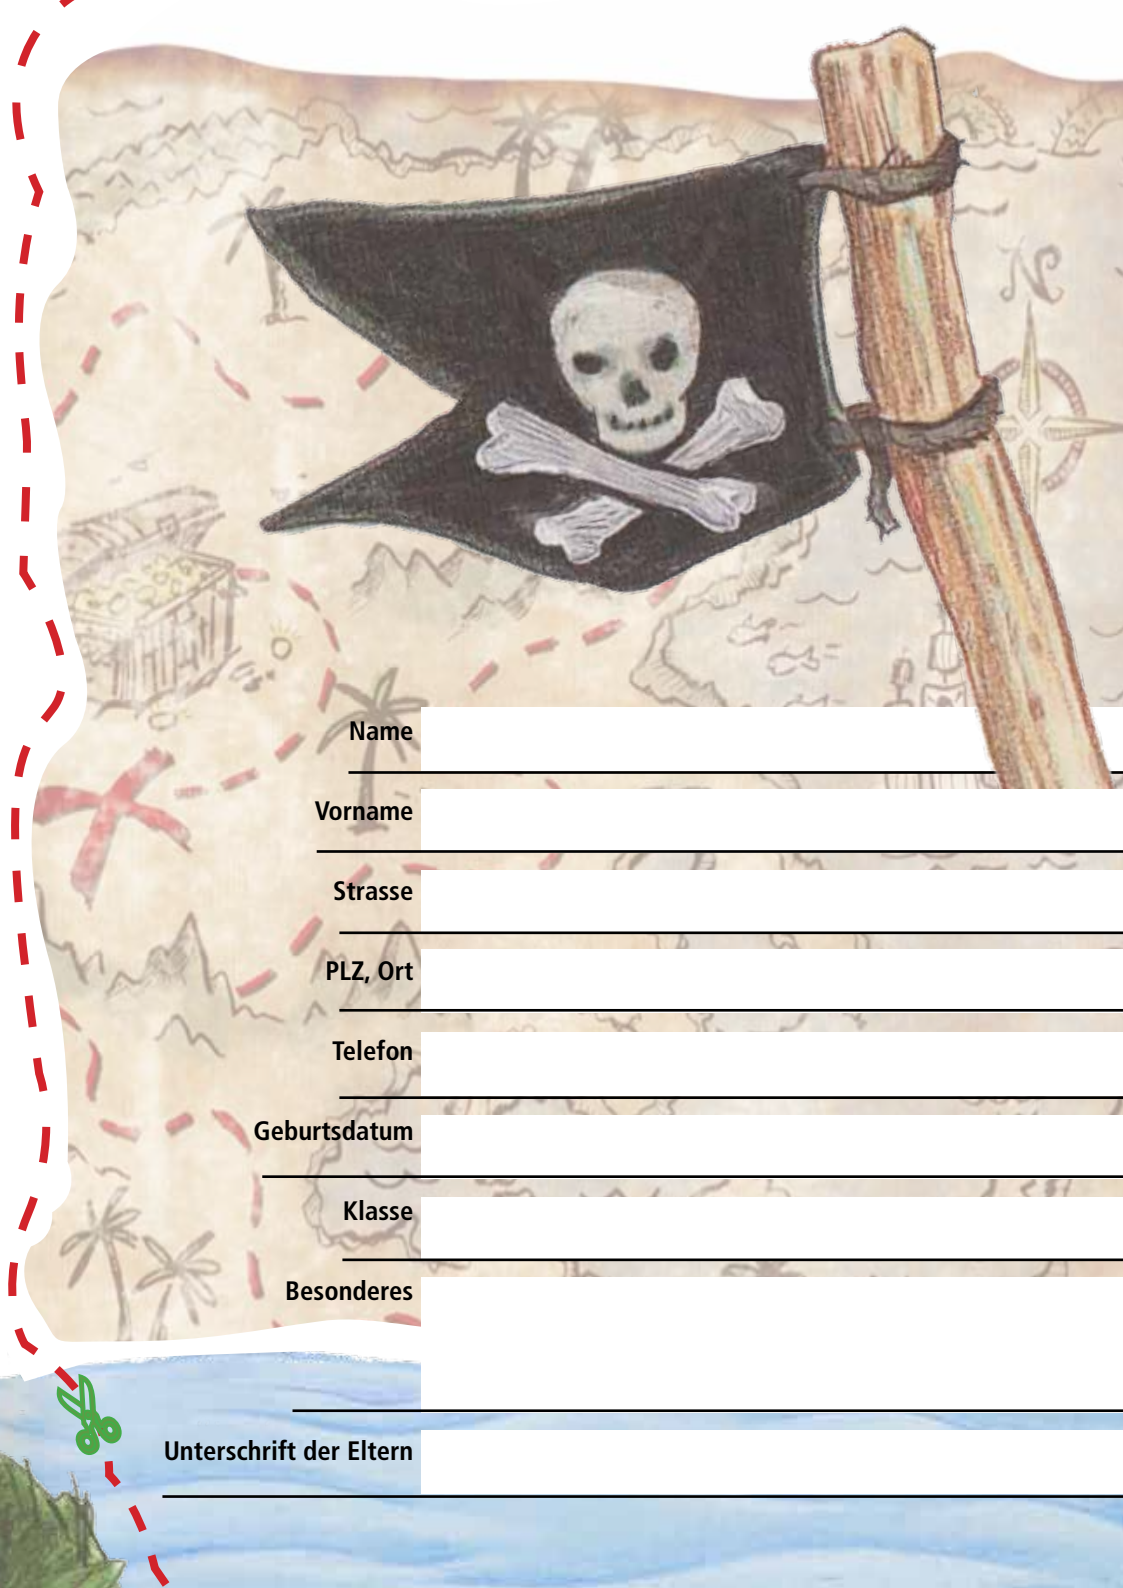 N
Name
Vorname
Strasse
PLZ, Ort
Telefon
Geburtsdatum
Klasse
Besonderes
Unterschrift der Eltern